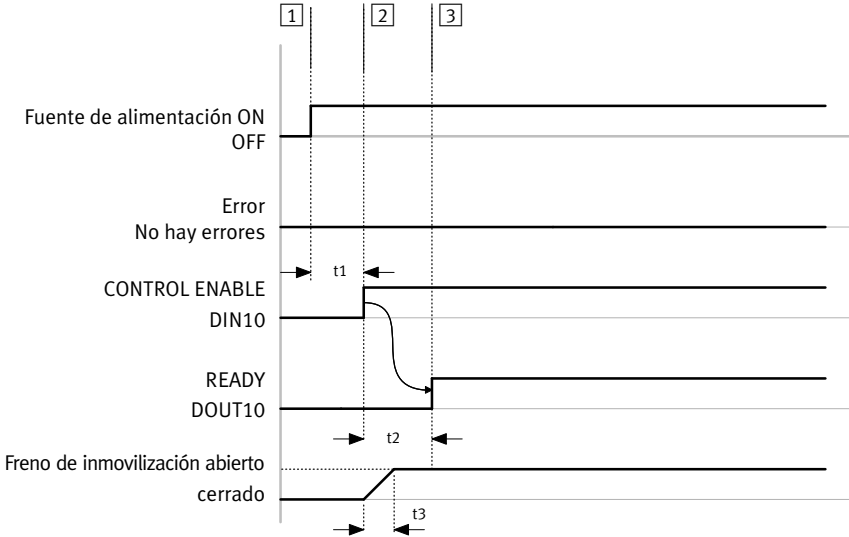 1 2 3
Fuente de alimentación ON
OFF
Error
No hay errores
t1
CONTROL ENABLE
DIN10
READY
DOUT10
t2
Freno de inmovilización abierto
cerrado
t3